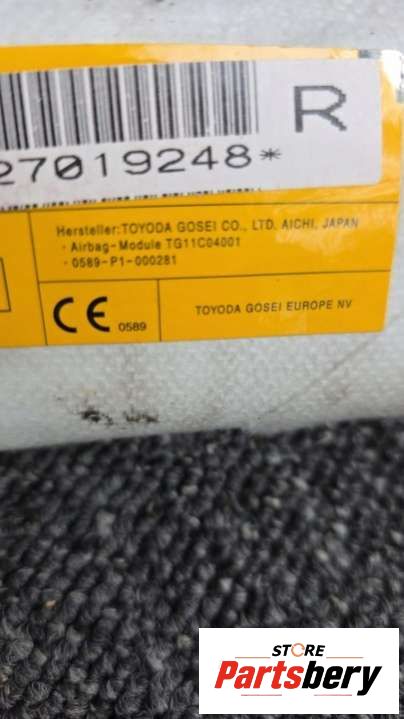 R
27019248*
Hersteller:TOYODA GOSEI CO., LTD. AICHI, JAPAN
· Airbag-Module TG11C04001
· 0589-P1-000281
CE 0589
TOYODA GOSEI EUROPE NV
STORE
Partsbery